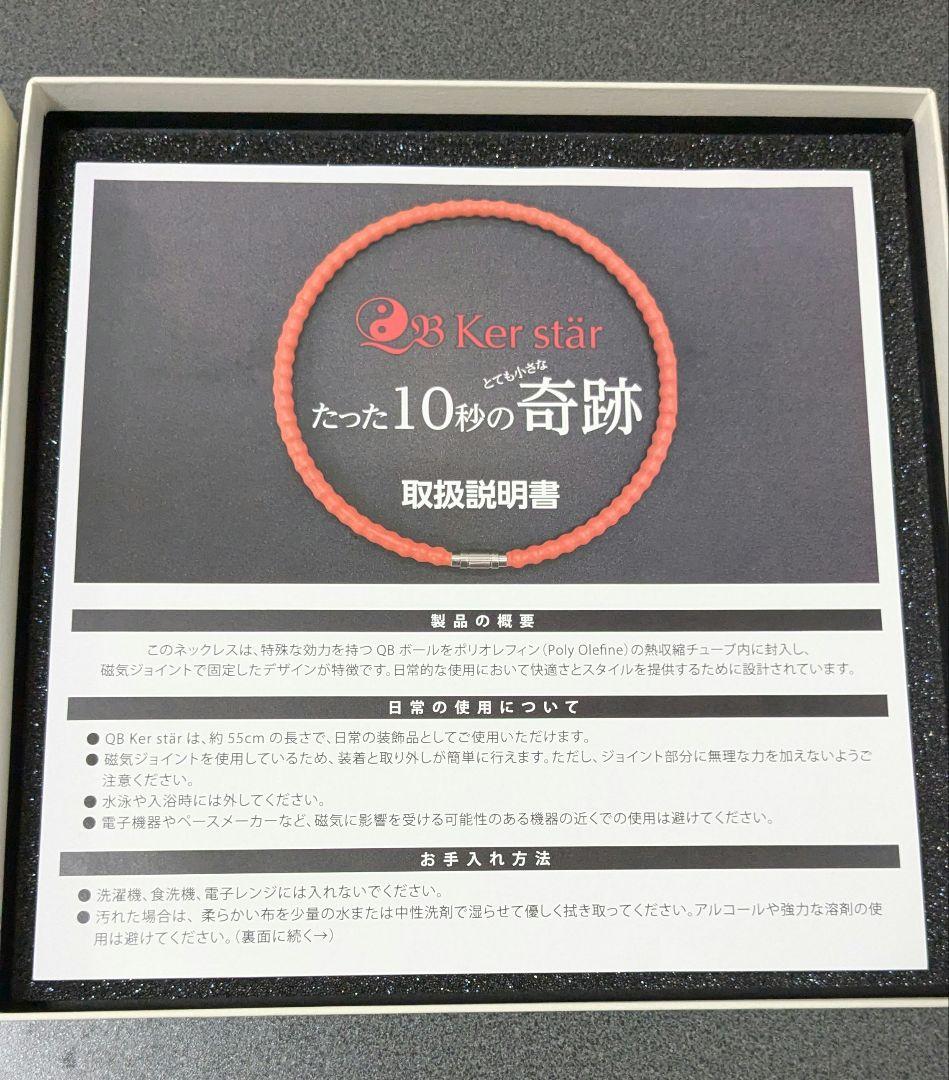 QB Ker stär
とても小さな
たった10秒の奇跡
取扱説明書
製品の概要
このネックレスは、特殊な効力を持つ QB ボールをポリオレフィン（Poly Olefine）の熱収縮チューブ内に封入し、
磁気ジョイントで固定したデザインが特徴です。日常的な使用において快適さとスタイルを提供するために設計されています。
日常の使用について
● QB Ker stär は、約 55cm の長さで、日常の装飾品としてご使用いただけます。
● 磁気ジョイントを使用しているため、装着と取り外しが簡単に行えます。ただし、ジョイント部分に無理な力を加えないようご
注意ください。
● 水泳や入浴時には外してください。
● 電子機器やペースメーカーなど、磁気に影響を受ける可能性のある機器の近くでの使用は避けてください。
お手入れ方法
● 洗濯機、食洗機、電子レンジには入れないでください。
● 汚れた場合は、柔らかい布を少量の水または中性洗剤で湿らせて優しく拭き取ってください。アルコールや強力な溶剤の使
用は避けてください。（裏面に続く→）